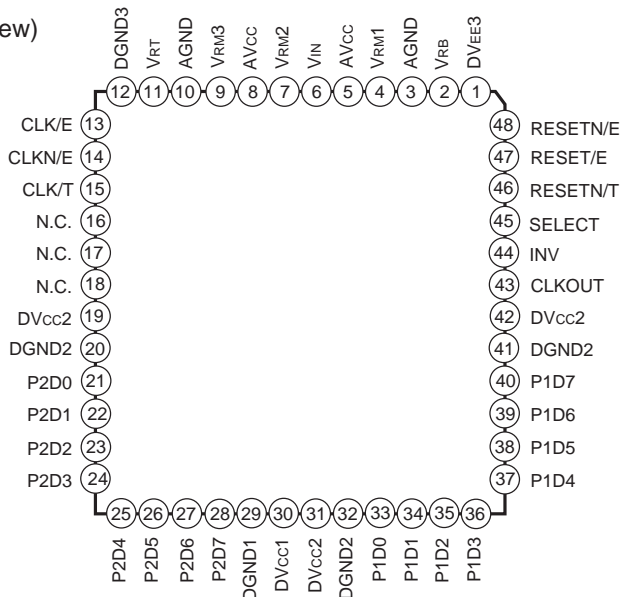 ew)
DGND3
VRT
AGND
VRM3
AVCC
VRM2
VIN
AVCC
VRM1
AGND
VRB
DVEE3
12 11 10 9 8 7 6 5 4 3 2 1
CLK/E 13
CLKN/E 14
CLK/T 15
N.C. 16
N.C. 17
N.C. 18
DVCC2 19
DGND2 20
P2D0 21
P2D1 22
P2D2 23
P2D3 24
48 RESETN/E
47 RESET/E
46 RESETN/T
45 SELECT
44 INV
43 CLKOUT
42 DVCC2
41 DGND2
40 P1D7
39 P1D6
38 P1D5
37 P1D4
25 26 27 28 29 30 31 32 33 34 35 36
P2D4
P2D5
P2D6
P2D7
DGND1
DVCC1
DVCC2
DGND2
P1D0
P1D1
P1D2
P1D3